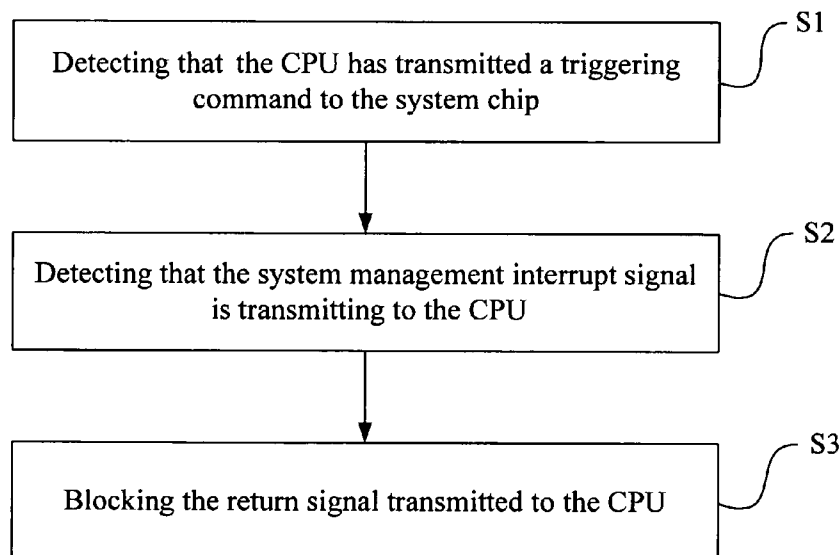 S1
Detecting that the CPU has transmitted a triggering
command to the system chip
S2
Detecting that the system management interrupt signal
is transmitting to the CPU
S3
Blocking the return signal transmitted to the CPU